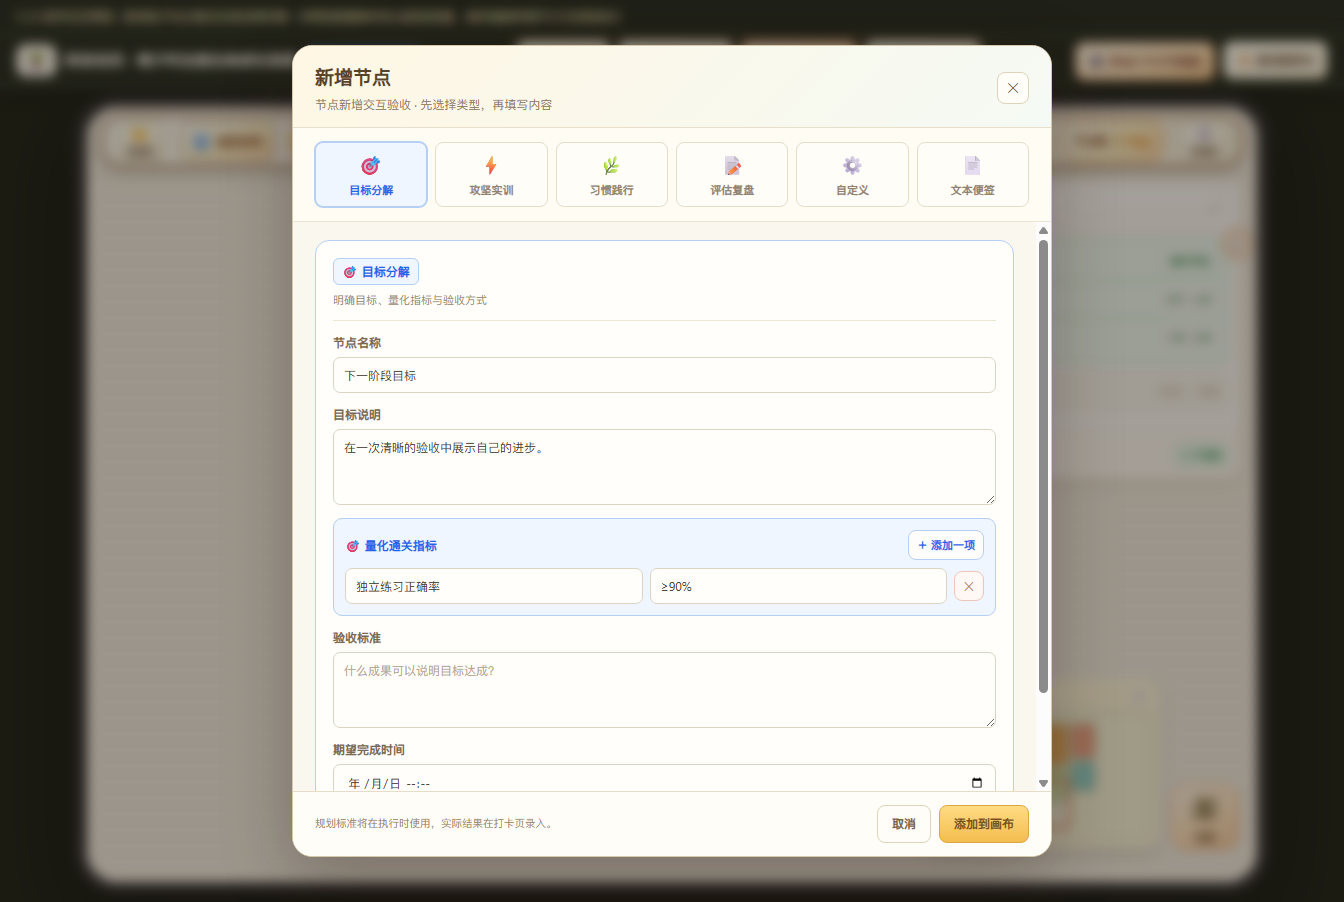 新增节点
节点新增交互验收 · 先选择类型，再填写内容
目标分解
攻坚实训
习惯践行
评估复盘
自定义
文本便签
目标分解
明确目标、量化指标与验收方式
节点名称
下一阶段目标
目标说明
在一次清晰的验收中展示自己的进步。
量化通关指标
+ 添加一项
独立练习正确率
≥90%
验收标准
什么成果可以说明目标达成?
期望完成时间
年 /月/日 --:--
规划标准将在执行时使用，实际结果在打卡页录入。
取消
添加到画布